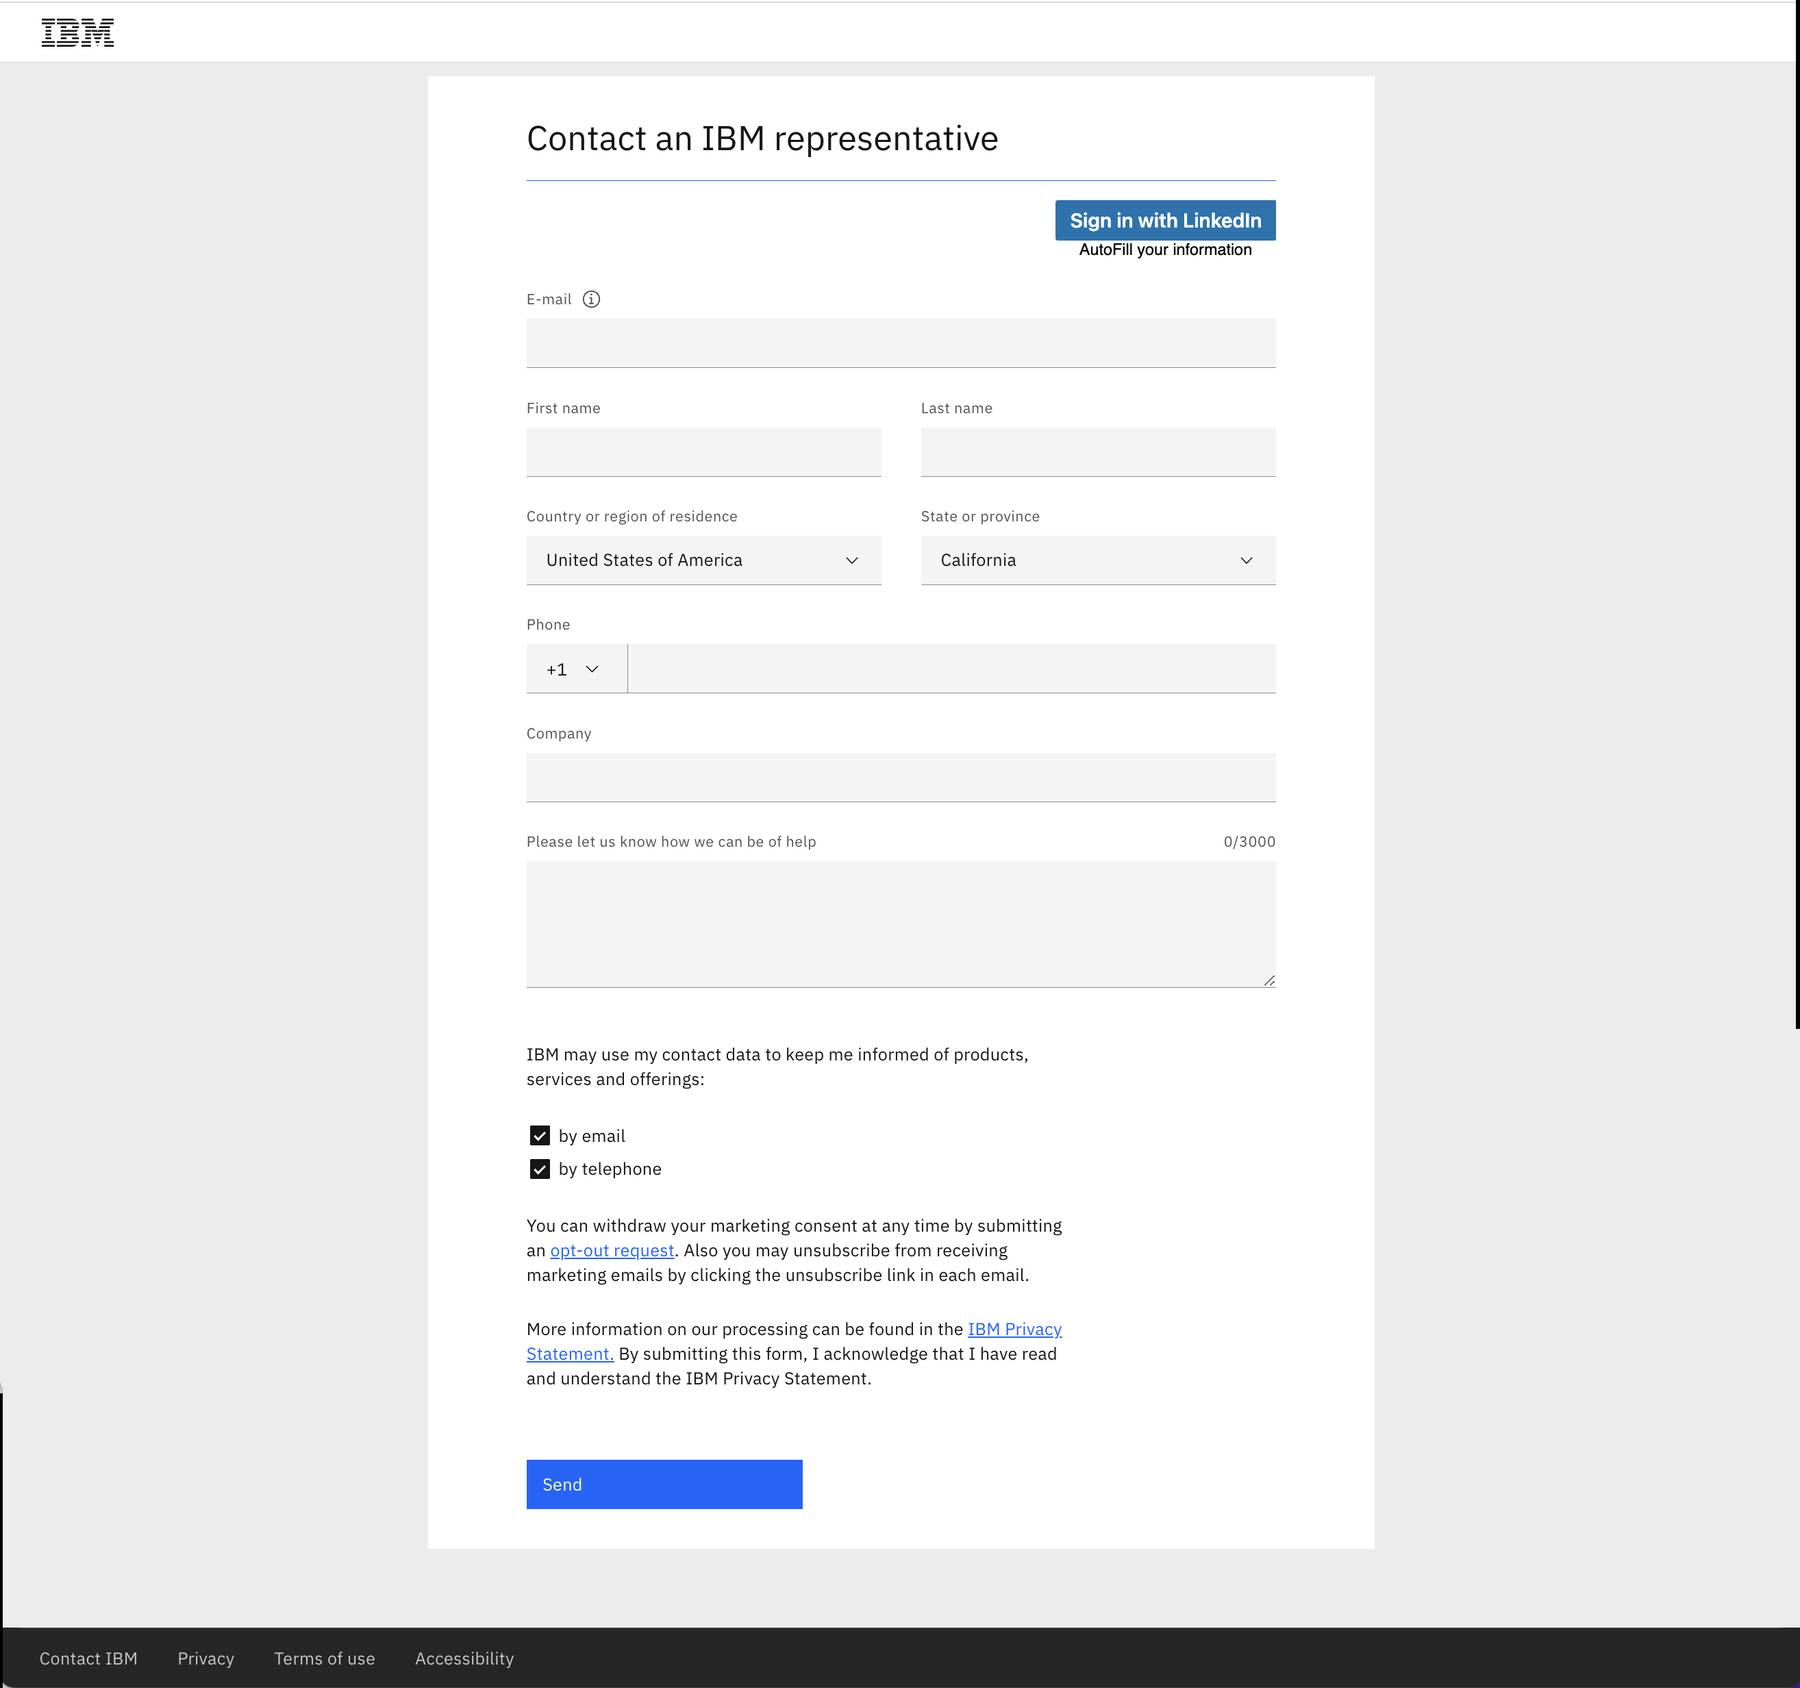 IBM
Contact an IBM representative
Sign in with LinkedIn
AutoFill your information
E-mail
First name
Last name
Country or region of residence
State or province
United States of America
California
Phone
+1
Company
Please let us know how we can be of help
0/3000
IBM may use my contact data to keep me informed of products,
services and offerings:
by email
by telephone
You can withdraw your marketing consent at any time by submitting
an opt-out request. Also you may unsubscribe from receiving
marketing emails by clicking the unsubscribe link in each email.
More information on our processing can be found in the IBM Privacy
Statement. By submitting this form, I acknowledge that I have read
and understand the IBM Privacy Statement.
Send
Contact IBM
Privacy
Terms of use
Accessibility